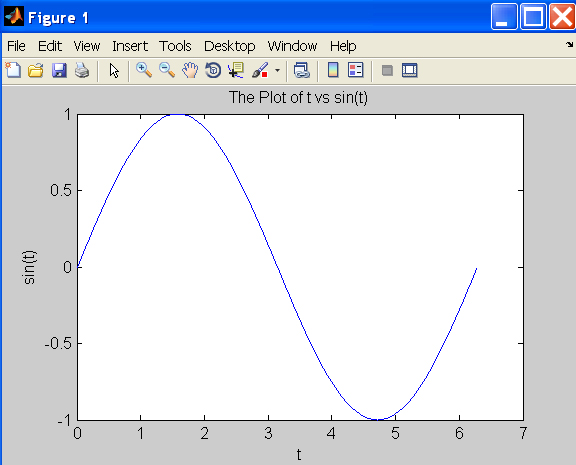 Figure 1
File Edit View Insert Tools Desktop Window Help
The Plot of t vs sin(t)
1
0.5
0
-0.5
-1
sin(t)
0 1 2 3 4 5 6 7
t